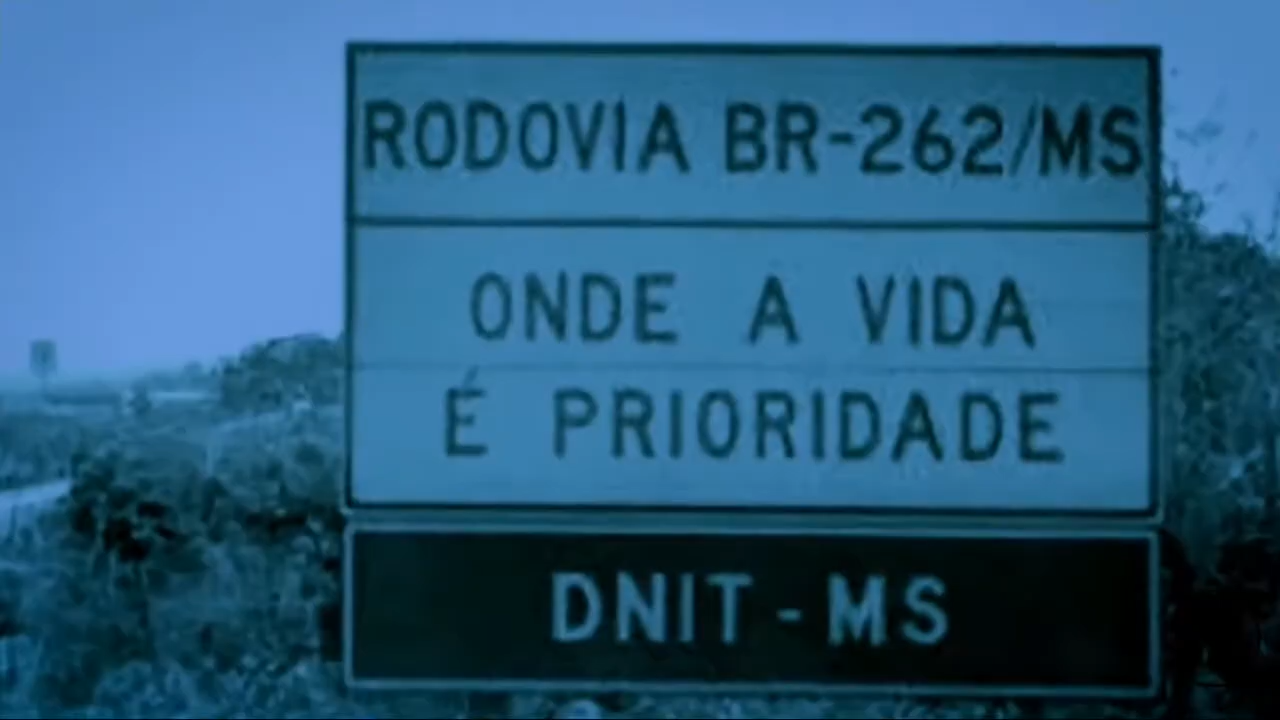 RODOVIA BR-262/MS
ONDE A VIDA
É PRIORIDADE
DNIT - MS